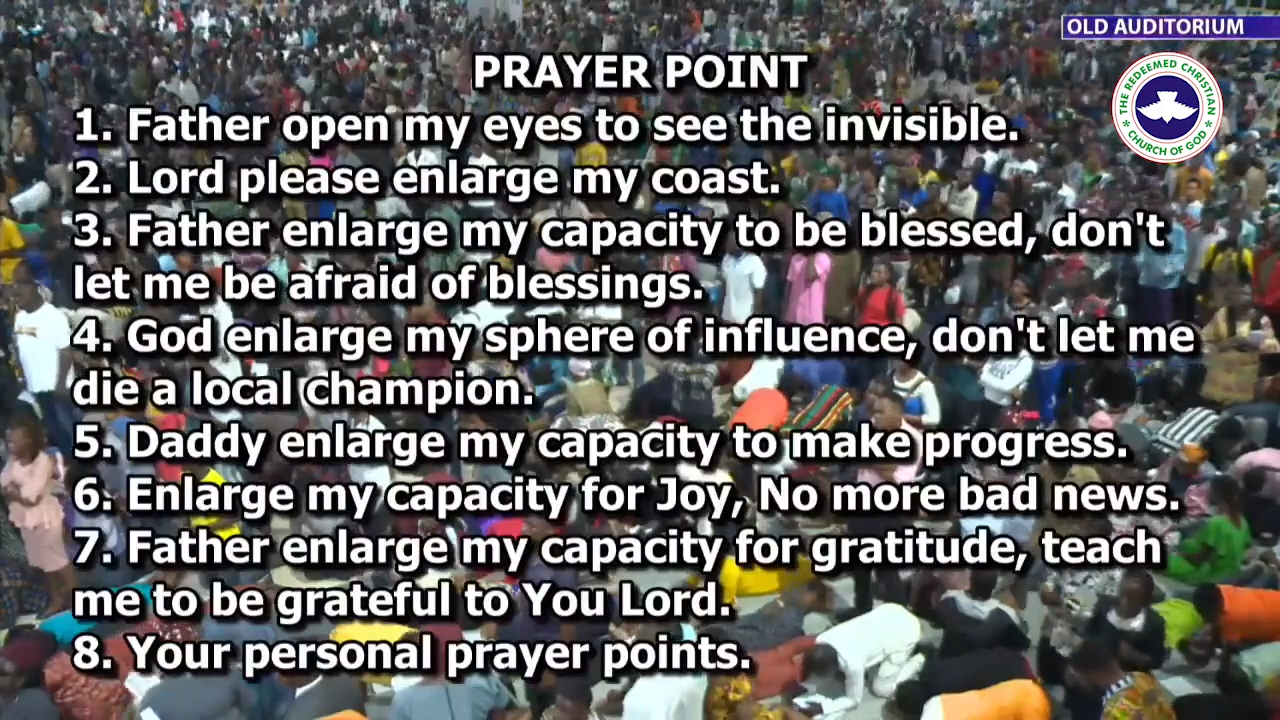 OLD AUDITORIUM
THE REDEEMED CHRISTIAN
CHURCH OF GOD
PRAYER POINT
1. Father open my eyes to see the invisible.
2. Lord please enlarge my coast.
3. Father enlarge my capacity to be blessed, don't
let me be afraid of blessings.
4. God enlarge my sphere of influence, don't let me
die a local champion.
5. Daddy enlarge my capacity to make progress.
6. Enlarge my capacity for Joy, No more bad news.
7. Father enlarge my capacity for gratitude, teach
me to be grateful to You Lord.
8. Your personal prayer points.